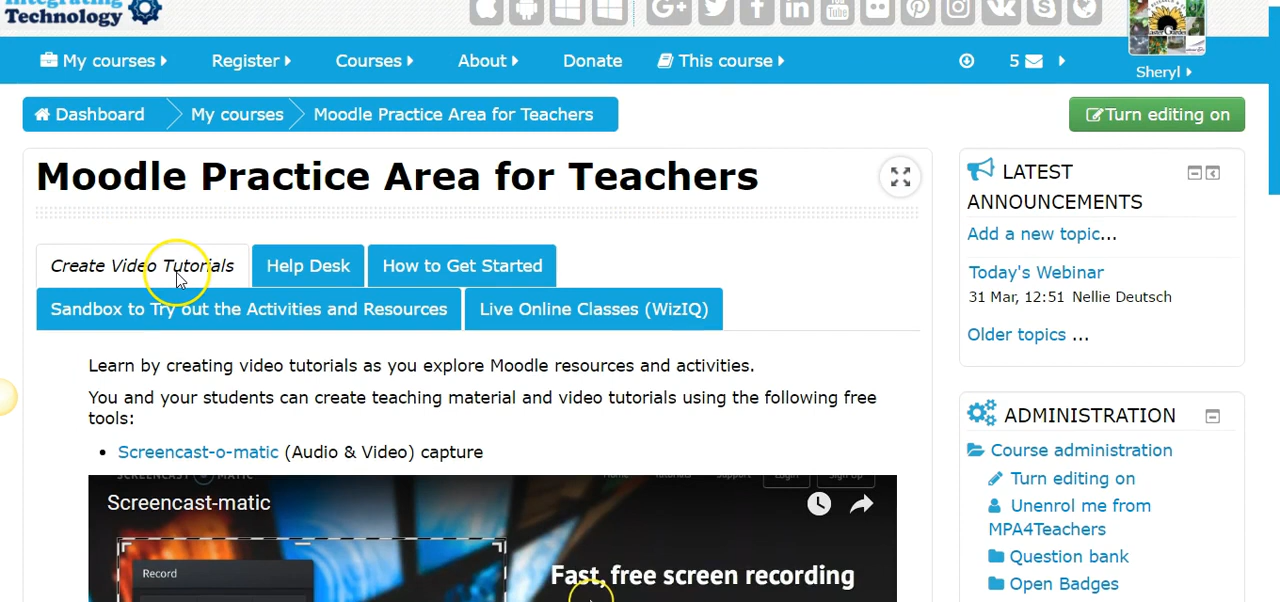 Integrating
Technology
You
Tube
My courses
Register
Courses
About
Donate
This course
5
Sheryl
Dashboard
My courses
Moodle Practice Area for Teachers
Turn editing on
Moodle Practice Area for Teachers
Create Video Tutorials
Help Desk
How to Get Started
Sandbox to Try out the Activities and Resources
Live Online Classes (WizIQ)
Learn by creating video tutorials as you explore Moodle resources and activities.
You and your students can create teaching material and video tutorials using the following free
tools:
• Screencast-o-matic (Audio & Video) capture
Screencast-matic
Record
Fast, free screen recording
LATEST
ANNOUNCEMENTS
Add a new topic...
Today's Webinar
31 Mar, 12:51 Nellie Deutsch
Older topics ...
ADMINISTRATION
Course administration
Turn editing on
Unenrol me from
MPA4Teachers
Question bank
Open Badges